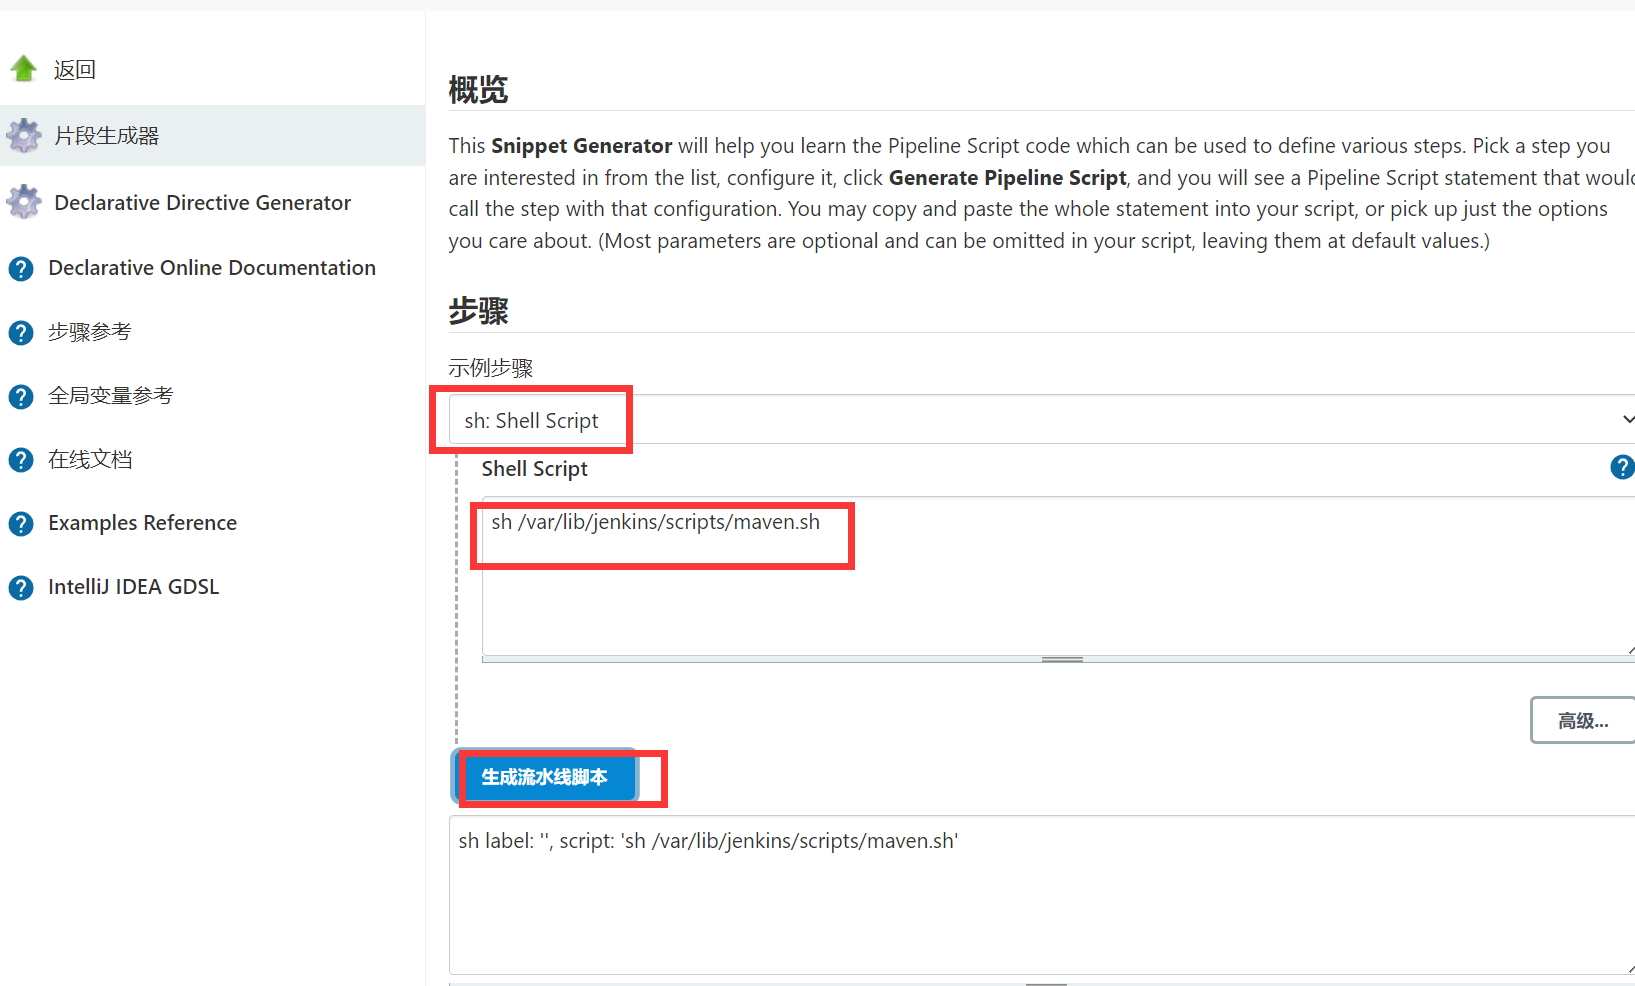 返回
片段生成器
Declarative Directive Generator
Declarative Online Documentation
步骤参考
全局变量参考
在线文档
Examples Reference
IntelliJ IDEA GDSL
概览
This Snippet Generator will help you learn the Pipeline Script code which can be used to define various steps. Pick a step you
are interested in from the list, configure it, click Generate Pipeline Script, and you will see a Pipeline Script statement that would
call the step with that configuration. You may copy and paste the whole statement into your script, or pick up just the options
you care about. (Most parameters are optional and can be omitted in your script, leaving them at default values.)
步骤
示例步骤
sh: Shell Script
Shell Script
sh /var/lib/jenkins/scripts/maven.sh
高级...
生成流水线脚本
sh label: '', script: 'sh /var/lib/jenkins/scripts/maven.sh'